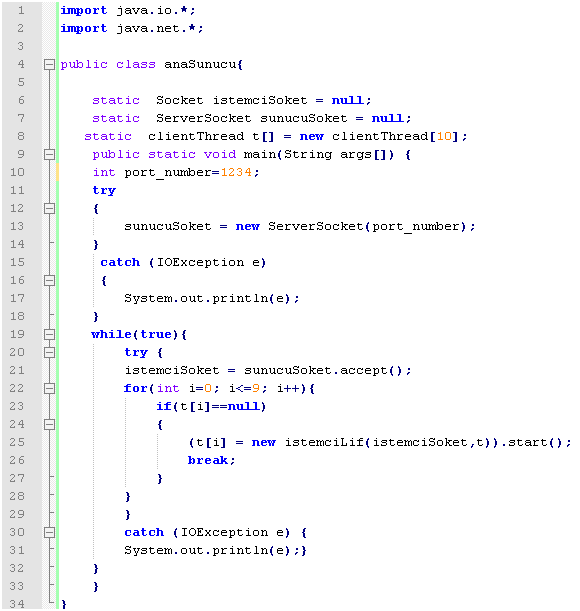 1 import java.io.*;
2 import java.net.*;
3
4 public class anaSunucu{
5
6     static  Socket istemciSoket = null;
7     static  ServerSocket sunucuSoket = null;
8    static  clientThread t[] = new clientThread[10];
9     public static void main(String args[]) {
10     int port_number=1234;
11     try
12     {
13         sunucuSoket = new ServerSocket(port_number);
14     }
15      catch (IOException e)
16      {
17         System.out.println(e);
18     }
19     while(true){
20         try {
21         istemciSoket = sunucuSoket.accept();
22         for(int i=0; i<=9; i++){
23             if(t[i]==null)
24             {
25                 (t[i] = new istemciLif(istemciSoket,t)).start();
26                 break;
27             }
28         }
29         }
30         catch (IOException e) {
31         System.out.println(e);}
32     }
33     }
34 }